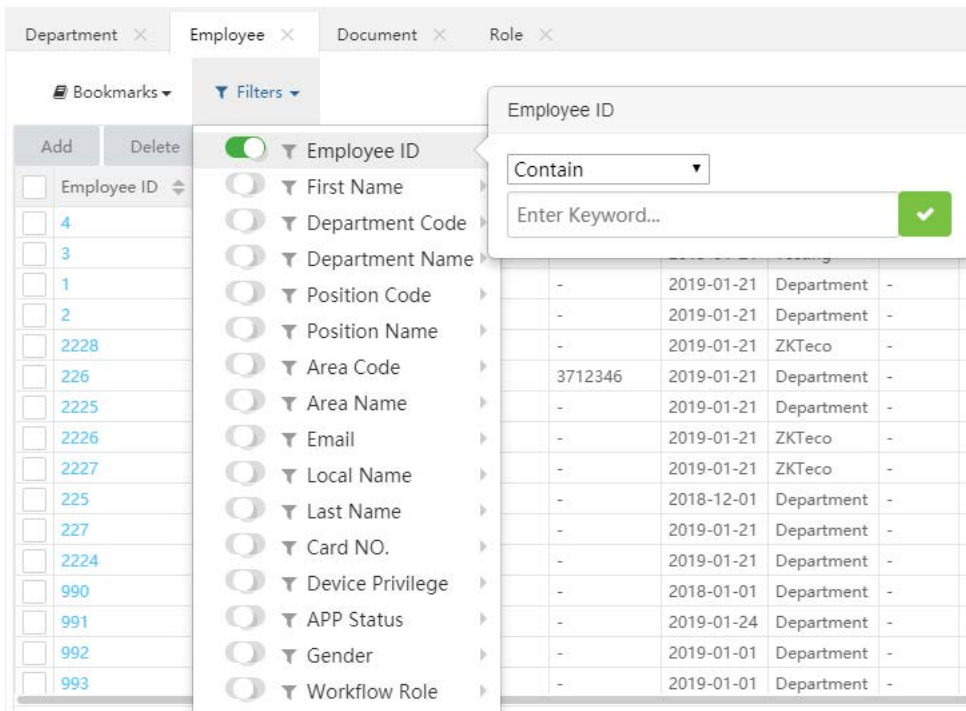 Department Employee Document Role
Bookmarks Filters
Employee ID
Contain
Enter Keyword...
Add Delete
Employee ID
Employee ID
First Name
Department Code
Department Name
Position Code
Position Name
Area Code
Area Name
Email
Local Name
Last Name
Card NO.
Device Privilege
APP Status
Gender
Workflow Role
4
3
1 - 2019-01-21 Department -
2 - 2019-01-21 Department -
2228 - 2019-01-21 ZKTeco -
226 3712346 2019-01-21 Department -
2225 - 2019-01-21 Department -
2226 - 2019-01-21 ZKTeco -
2227 - 2019-01-21 ZKTeco -
225 - 2018-12-01 Department -
227 - 2019-01-21 Department -
2224 - 2019-01-21 Department -
990 - 2018-01-01 Department -
991 - 2019-01-24 Department -
992 - 2019-01-01 Department -
993 - 2019-01-01 Department -